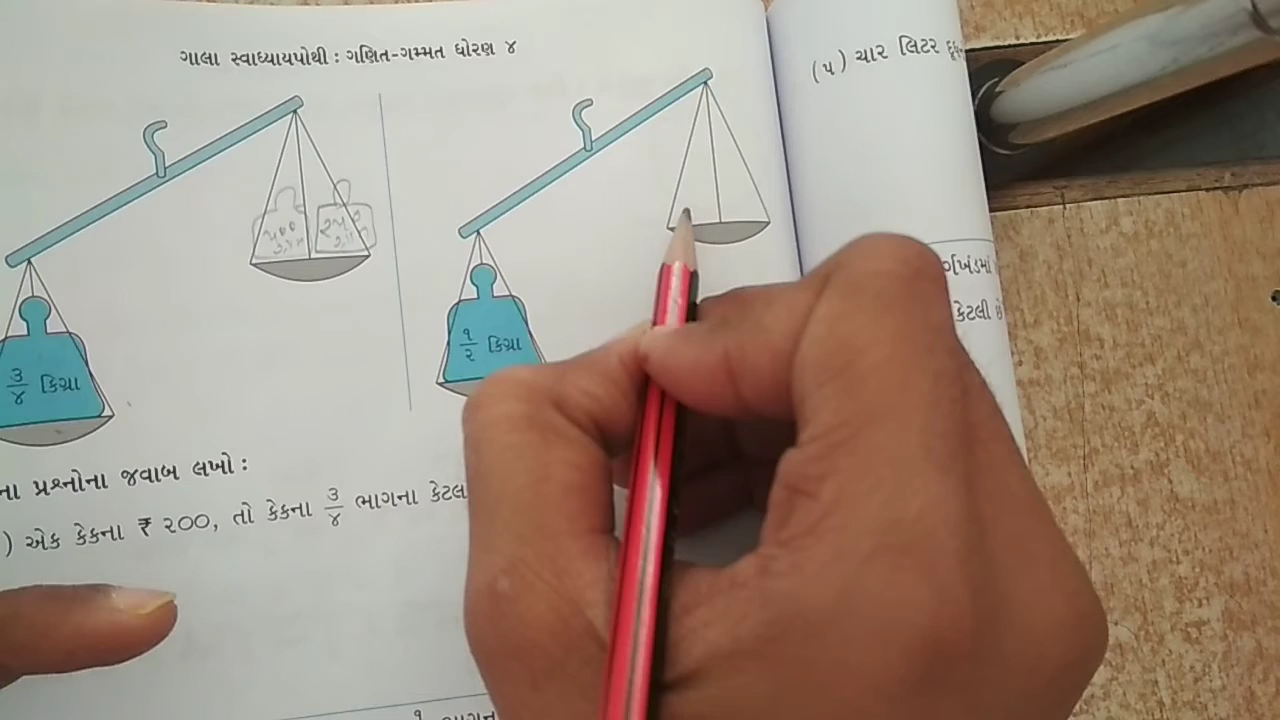 ગાલા સ્વાધ્યાયપોથી : ગણિત-ગમ્મત ધોરણ ૪
૫૦૦
૩/૪ કિગ્રા
૧/૨ કિગ્રા
ના પ્રશ્નોના જવાબ લખો :
) એક કેકના ₹ ૨૦૦, તો કેકના ૩/૪ ભાગના કેટલ
(૫) ચાર લિટર
કેટલી